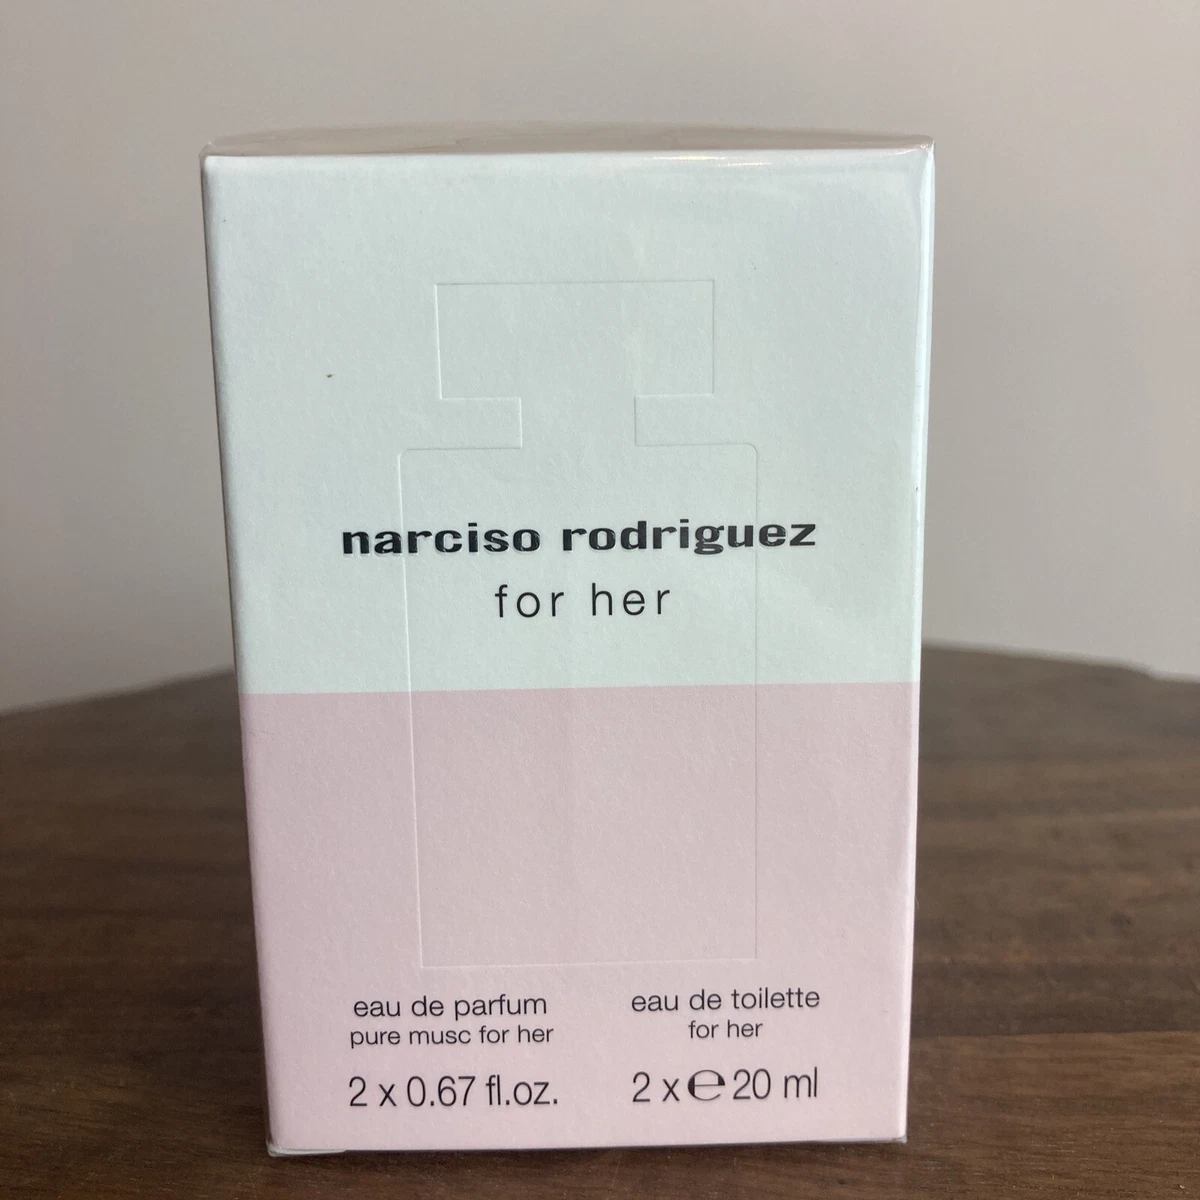 narciso rodriguez
for her
eau de parfum
pure musc for her
2 x 0.67 fl.oz.
eau de toilette
for her
2 x ℮ 20 ml